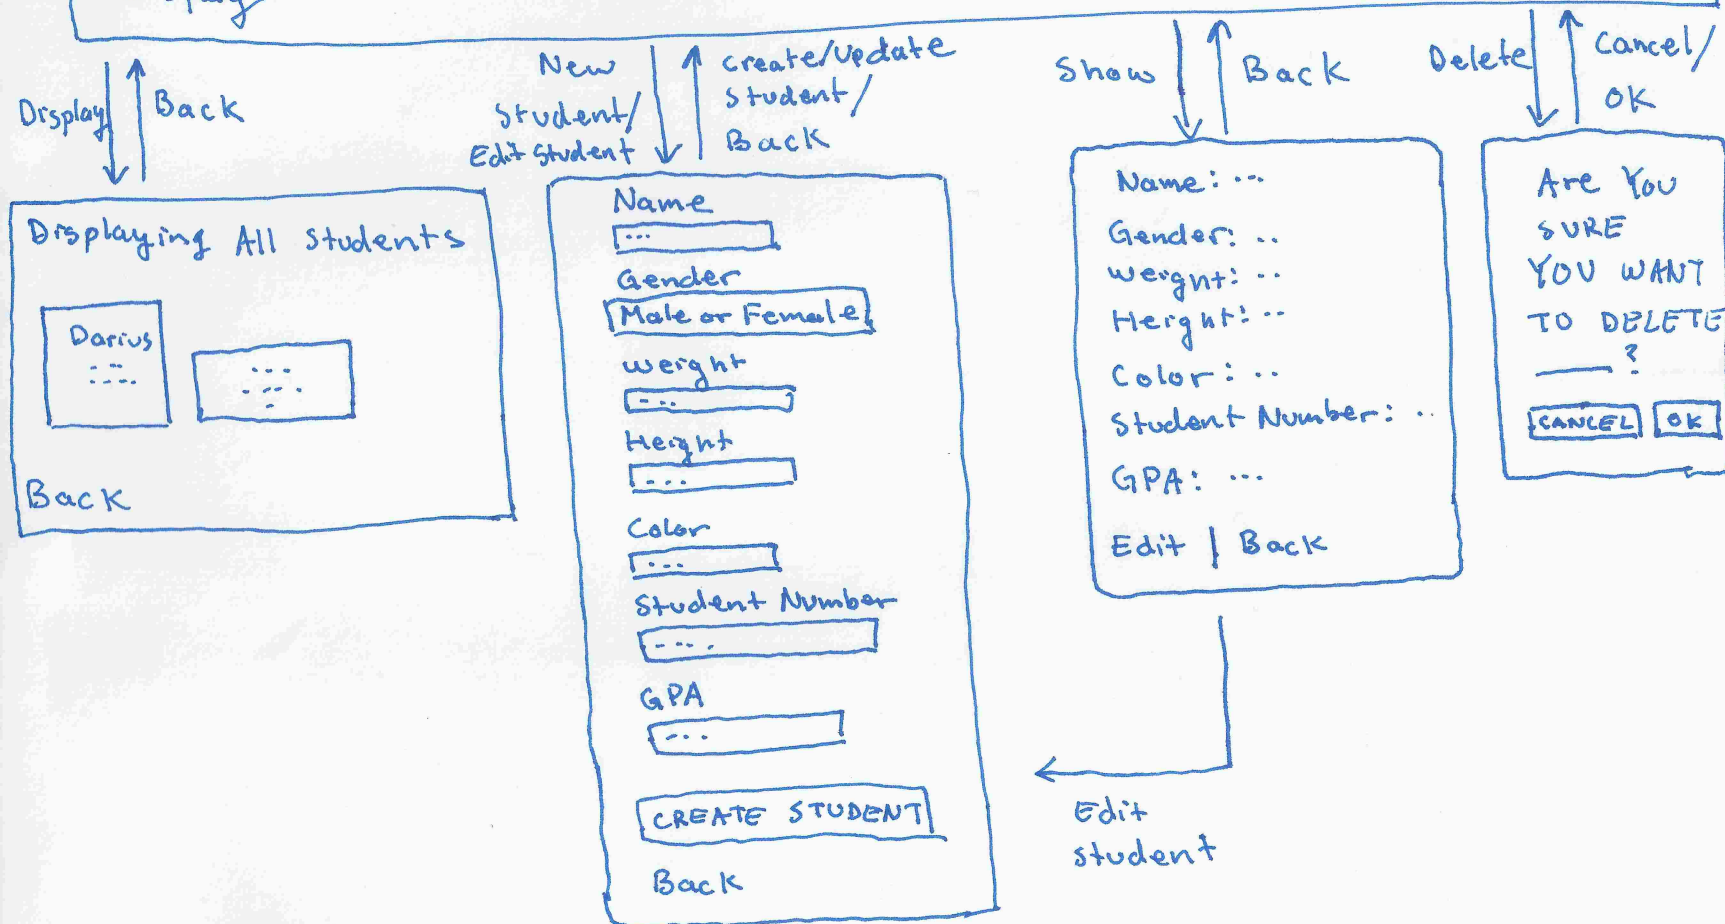 Display
Back
New
Student/
Edit Student
Create/Update
Student/
Back
Show
Back
Delete
Cancel/
OK
Displaying All Students
Darius
Back
Name
...
Gender
Male or Female
Weight
...
Height
...
Color
...
Student Number
....
GPA
...
CREATE STUDENT
Back
Name: ...
Gender: ..
Weight: ..
Height: ..
Color: ..
Student Number: ..
GPA: ...
Edit | Back
Edit
Student
Are You
SURE
YOU WANT
TO DELETE
____?
CANCEL OK